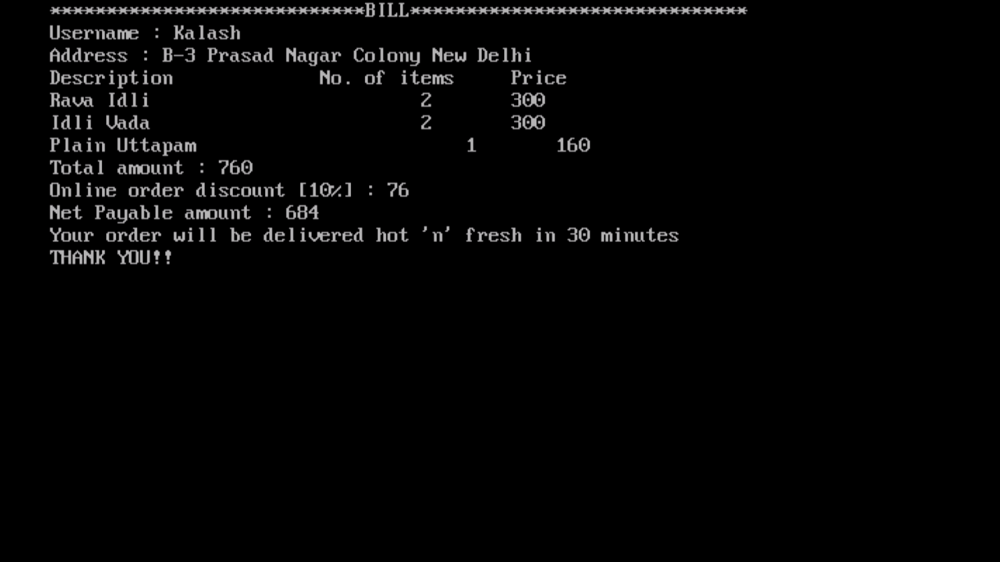 ****************************BILL******************************
Username : Kalash
Address : B-3 Prasad Nagar Colony New Delhi
Description No. of items Price
Rava Idli 2 300
Idli Vada 2 300
Plain Uttapam 1 160
Total amount : 760
Online order discount [10%] : 76
Net Payable amount : 684
Your order will be delivered hot 'n' fresh in 30 minutes
THANK YOU!!